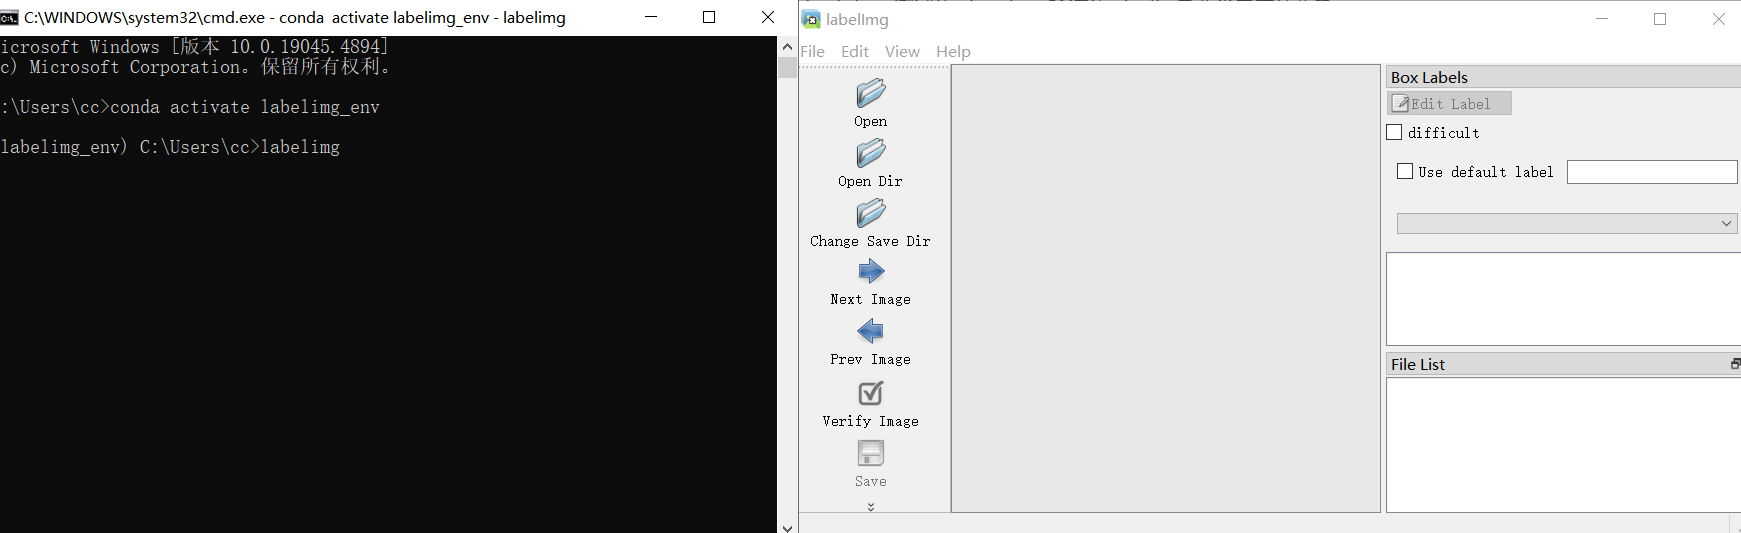 C:\WINDOWS\system32\cmd.exe - conda  activate labelimg_env - labelimg
icrosoft Windows [版本 10.0.19045.4894]
c) Microsoft Corporation。保留所有权利。
:\Users\cc>conda activate labelimg_env
labelimg_env) C:\Users\cc>labelimg
labelImg
File Edit View Help
Open
Open Dir
Change Save Dir
Next Image
Prev Image
Verify Image
Save
Box Labels
Edit Label
difficult
Use default label
File List